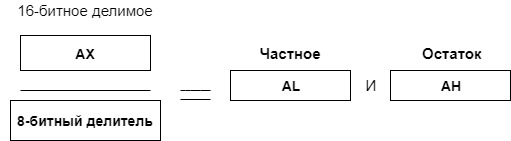 16-битное делимое
AX
Частное
Остаток
AL
И
AH
8-битный делитель